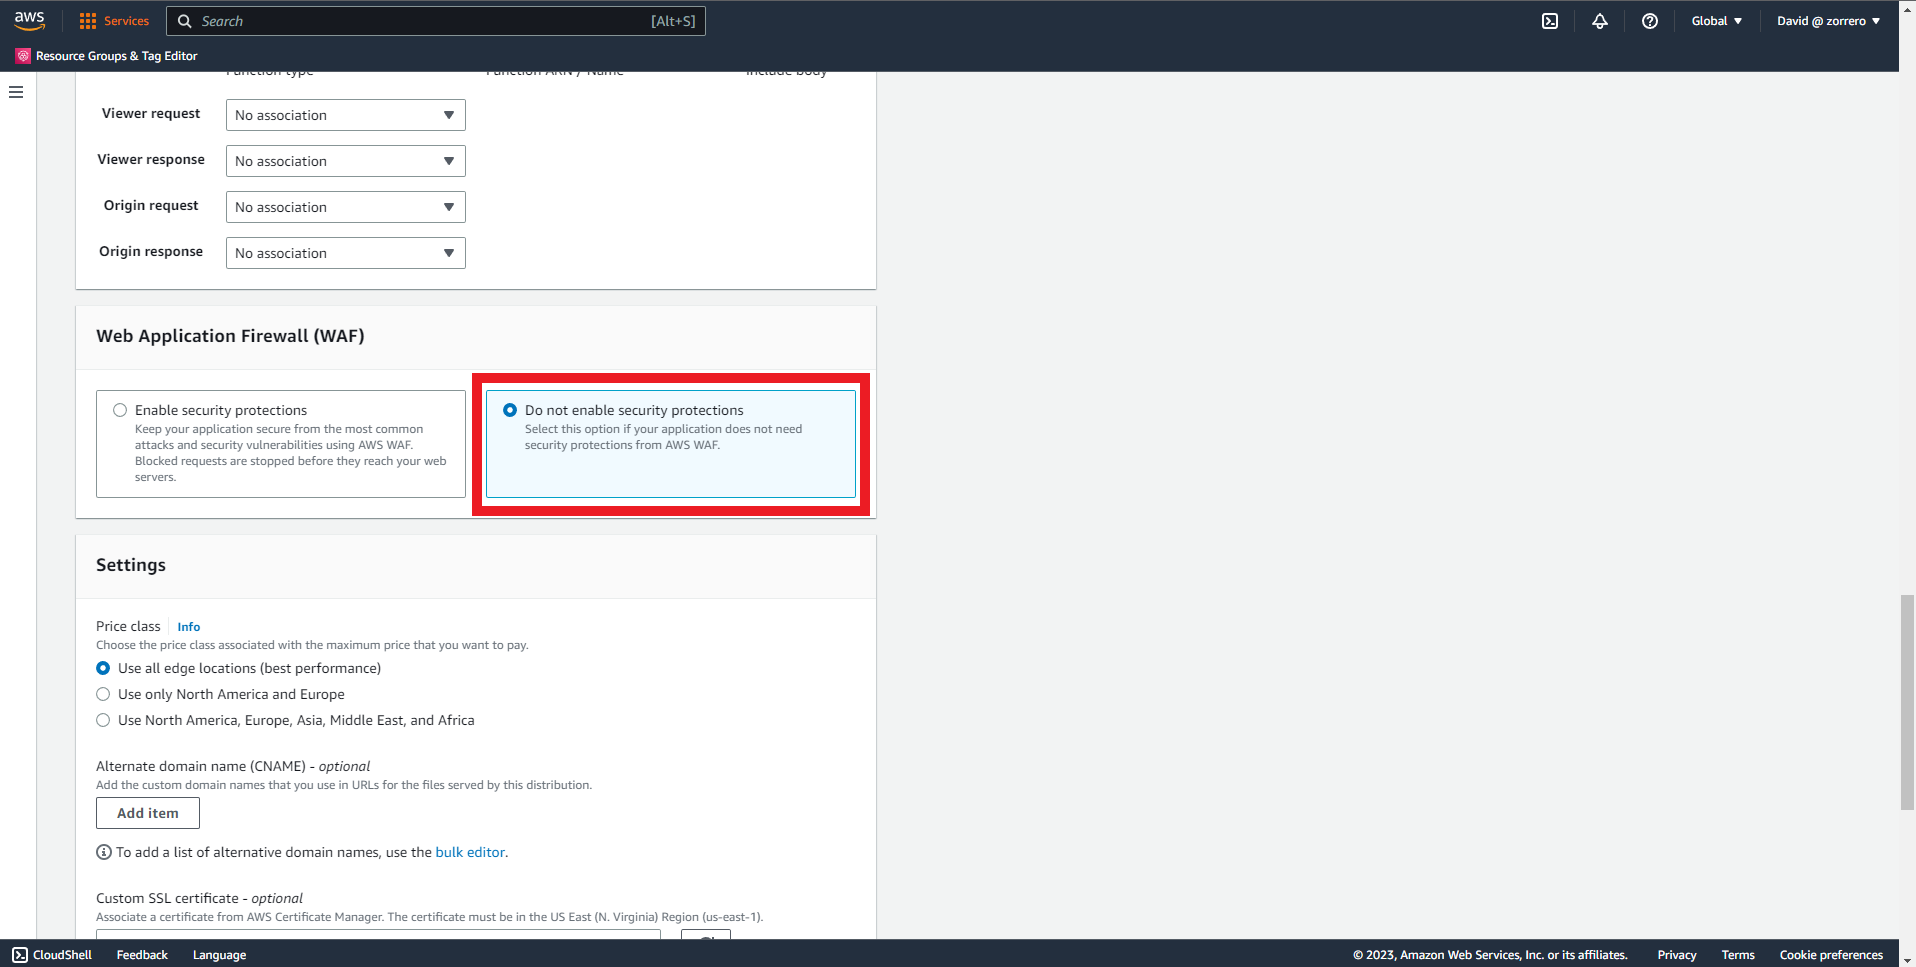 aws
Services
Search
[Alt+S]
Global
David @ zorrero
Resource Groups & Tag Editor
Function type
Function ARN / Name
Include body
Viewer request
No association
Viewer response
No association
Origin request
No association
Origin response
No association
Web Application Firewall (WAF)
Enable security protections
Keep your application secure from the most common
attacks and security vulnerabilities using AWS WAF.
Blocked requests are stopped before they reach your web
servers.
Do not enable security protections
Select this option if your application does not need
security protections from AWS WAF.
Settings
Price class
Info
Choose the price class associated with the maximum price that you want to pay.
Use all edge locations (best performance)
Use only North America and Europe
Use North America, Europe, Asia, Middle East, and Africa
Alternate domain name (CNAME) - optional
Add the custom domain names that you use in URLs for the files served by this distribution.
Add item
To add a list of alternative domain names, use the bulk editor.
Custom SSL certificate - optional
Associate a certificate from AWS Certificate Manager. The certificate must be in the US East (N. Virginia) Region (us-east-1).
CloudShell
Feedback
Language
© 2023, Amazon Web Services, Inc. or its affiliates.
Privacy
Terms
Cookie preferences